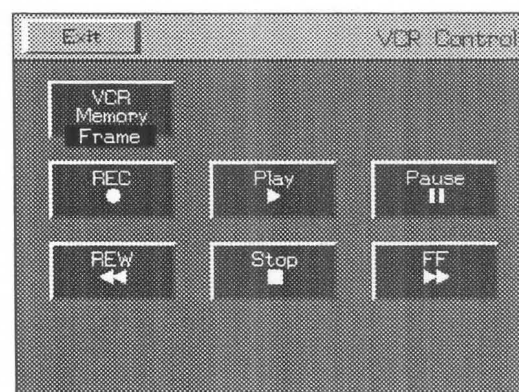 Exit
VCR Control
VCR
Memory
Frame
REC
Play
Pause
REW
Stop
FF